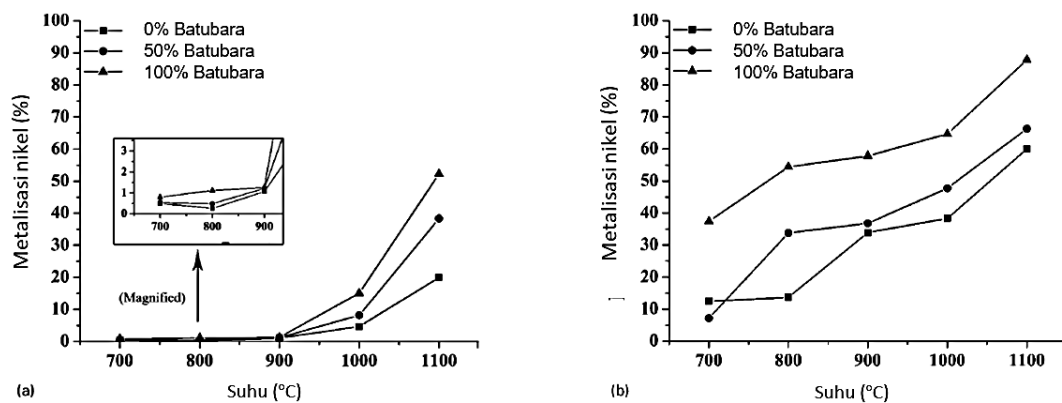 100
90
80
70
60
50
40
30
20
10
0
Metalisasi nikel (%)
0% Batubara
50% Batubara
100% Batubara
3
2
1
0
700 800 900
(Magnified)
700 800 900 1000 1100
Suhu (°C)
(a)
100
90
80
70
60
50
40
30
20
10
0
Metalisasi nikel (%)
0% Batubara
50% Batubara
100% Batubara
700 800 900 1000 1100
Suhu (°C)
(b)